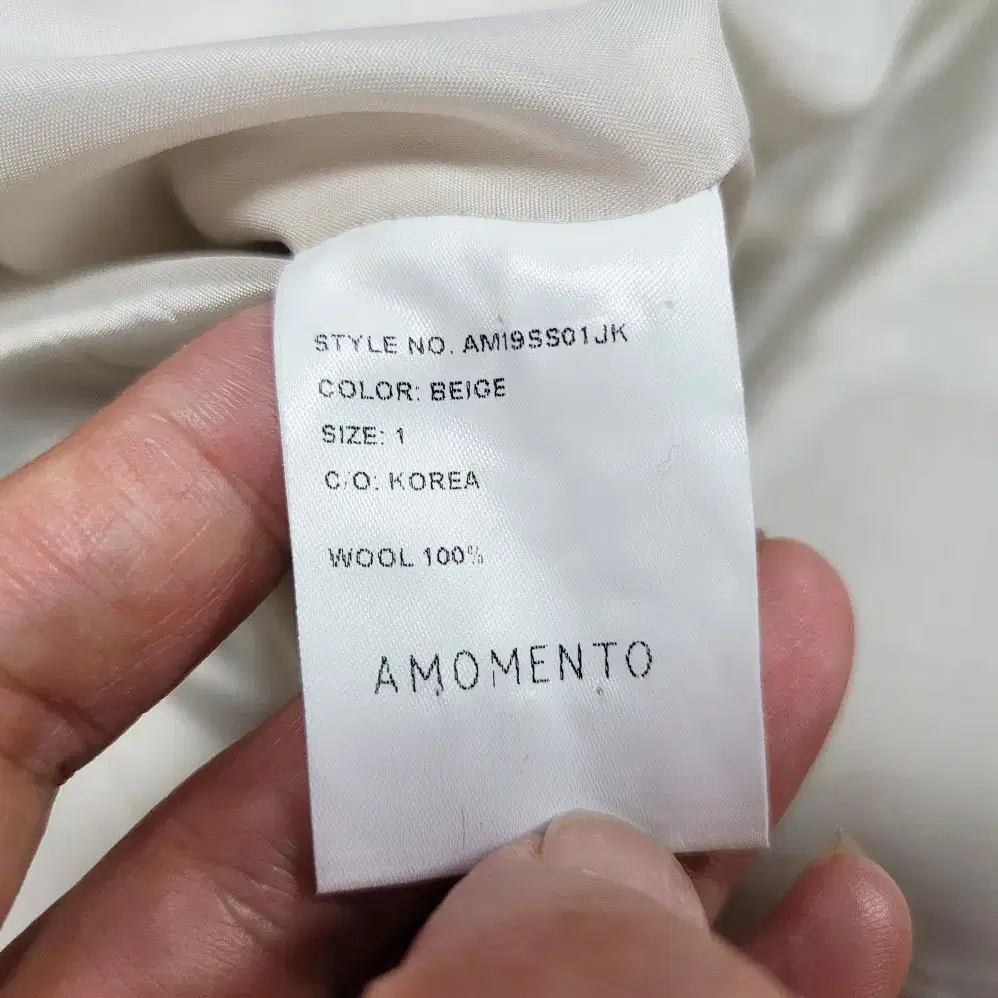 STYLE NO. AM19SS01JK
COLOR: BEIGE
SIZE: 1
C/O: KOREA
WOOL 100%
AMOMENTO